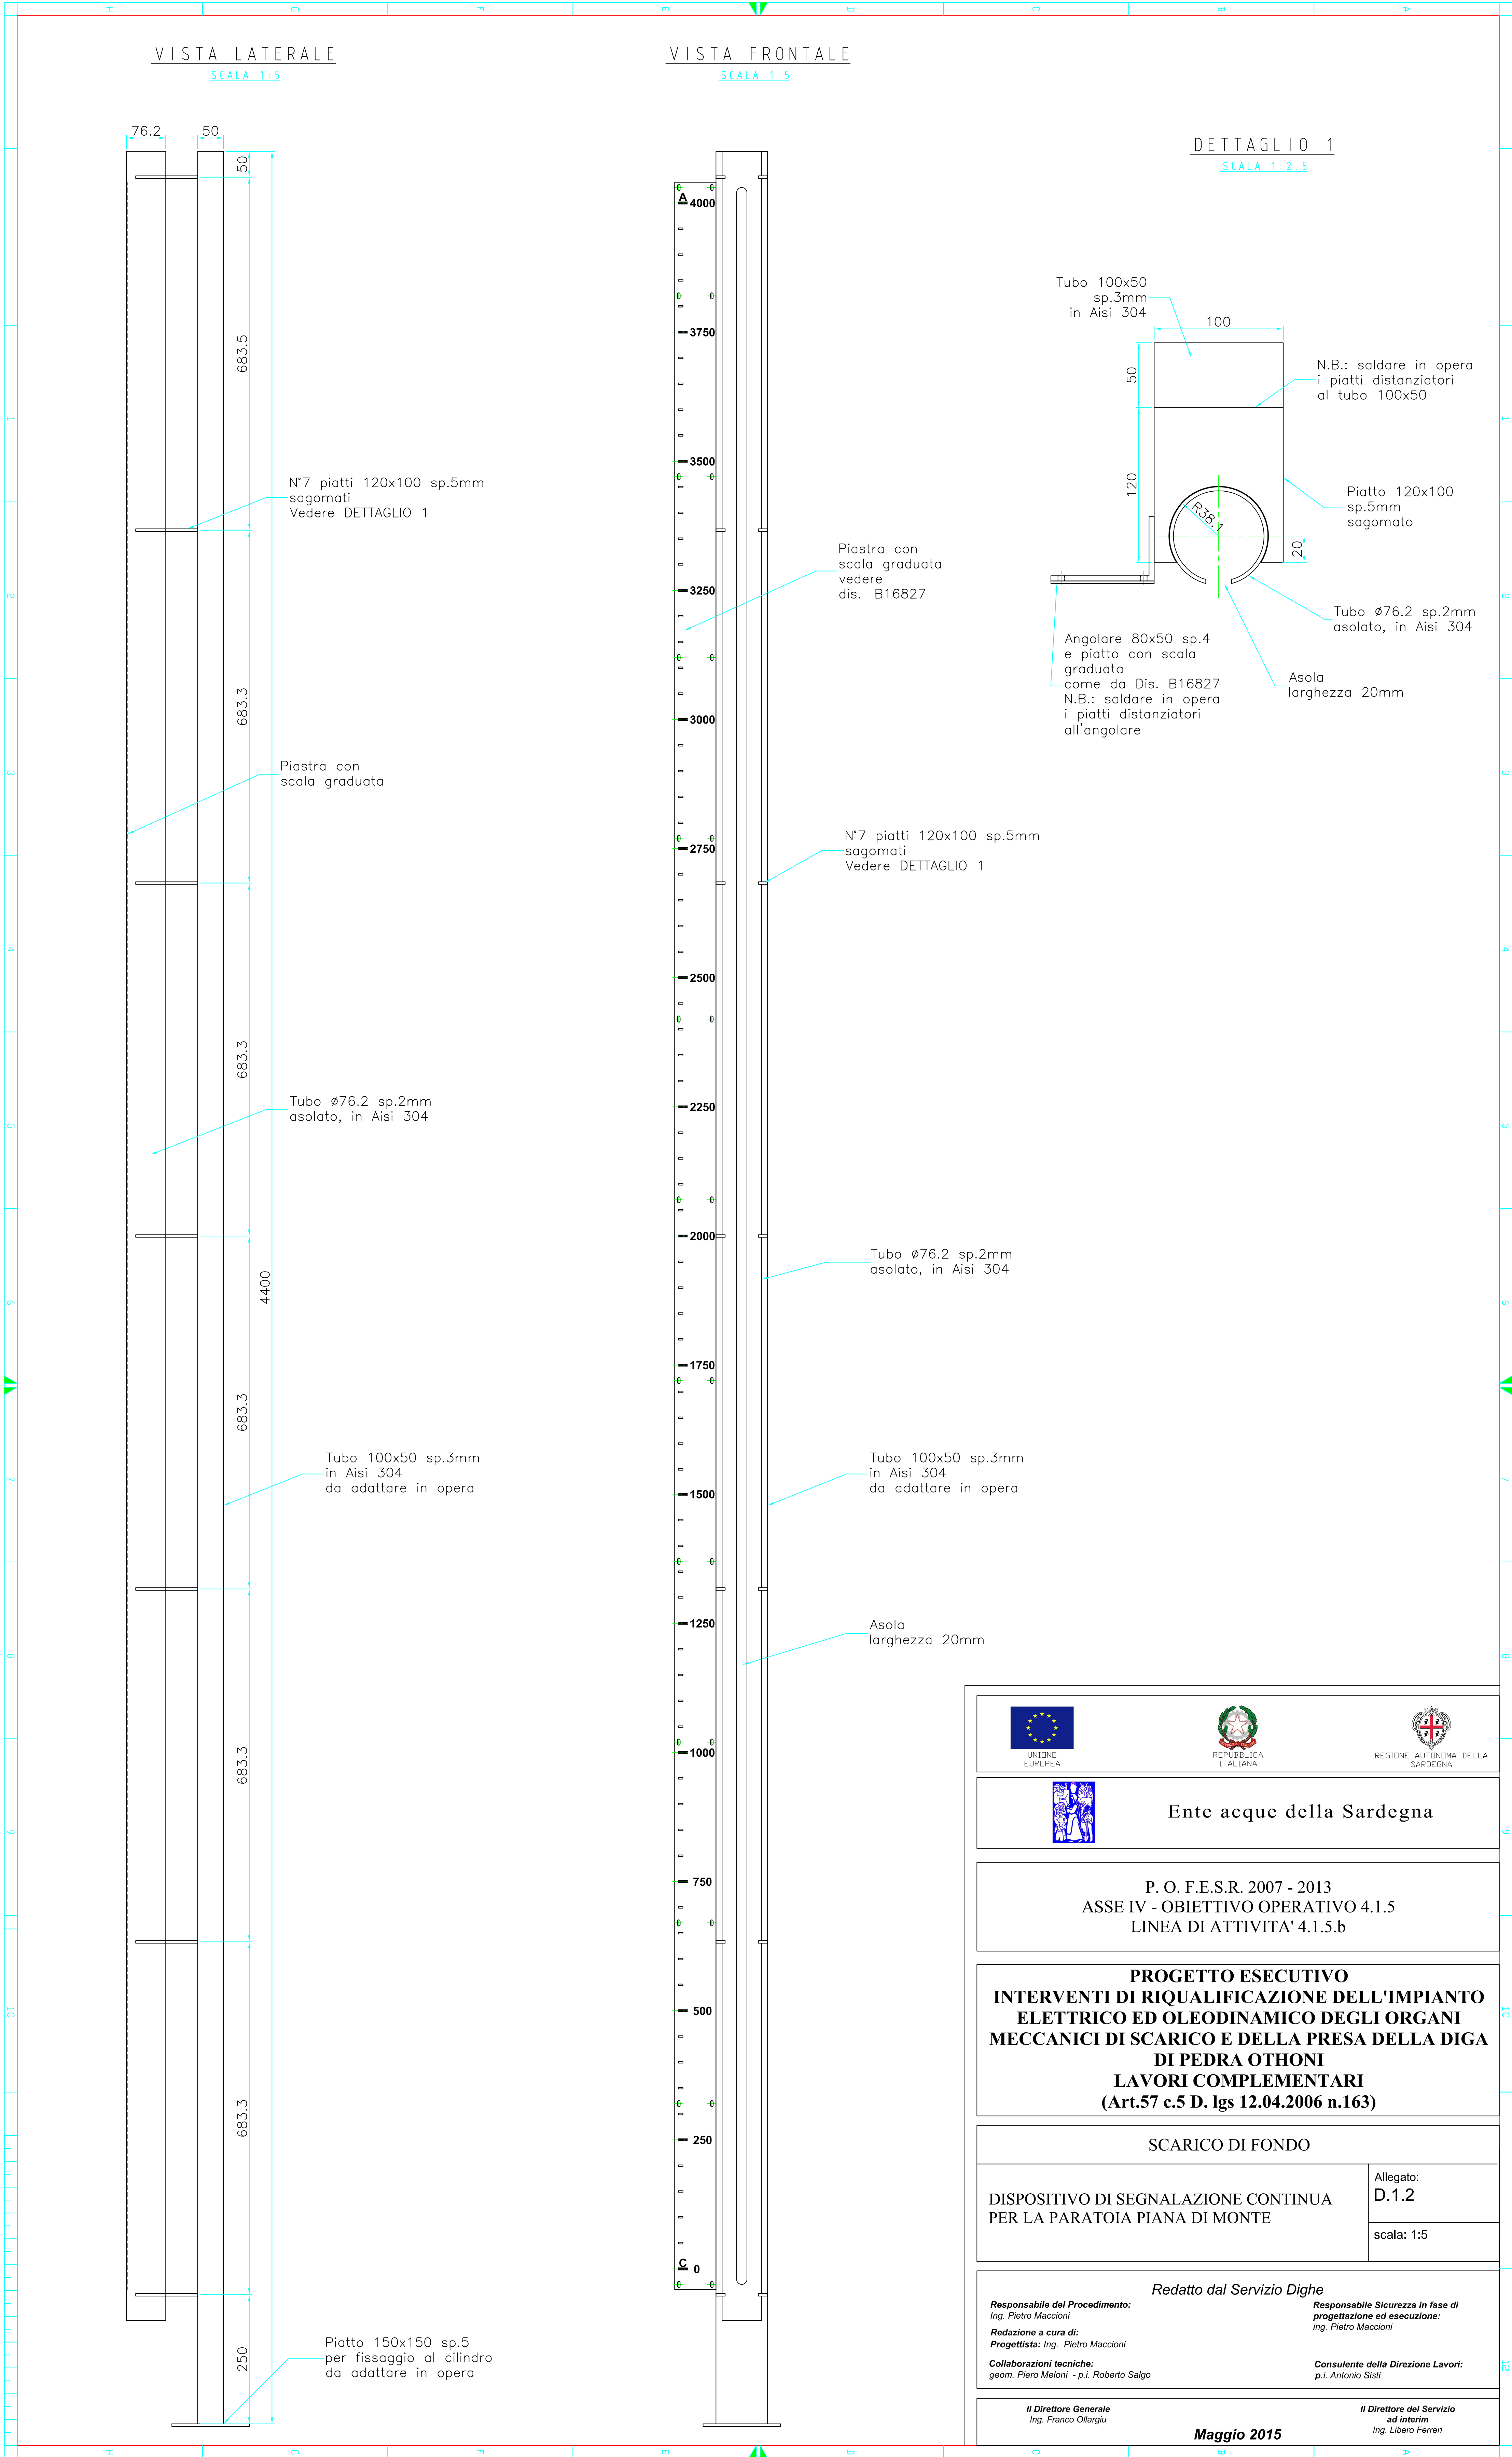 VISTA LATERALE
SCALA 1:5
76.2
50
50
683.5
683.3
683.3
683.3
683.3
683.3
250
4400
N°7 piatti 120x100 sp.5mm
sagomati
Vedere DETTAGLIO 1
Piastra con
scala graduata
Tubo ø76.2 sp.2mm
asolato, in Aisi 304
Tubo 100x50 sp.3mm
in Aisi 304
da adattare in opera
Piatto 150x150 sp.5
per fissaggio al cilindro
da adattare in opera
VISTA FRONTALE
SCALA 1:5
A
4000
3750
3500
3250
3000
2750
2500
2250
2000
1750
1500
1250
1000
750
500
250
C 0
Piastra con
scala graduata
vedere
dis. B16827
N°7 piatti 120x100 sp.5mm
sagomati
Vedere DETTAGLIO 1
Tubo ø76.2 sp.2mm
asolato, in Aisi 304
Tubo 100x50 sp.3mm
in Aisi 304
da adattare in opera
Asola
larghezza 20mm
DETTAGLIO 1
SCALA 1:2.5
Tubo 100x50
sp.3mm
in Aisi 304
100
50
120
R38.1
20
N.B.: saldare in opera
i piatti distanziatori
al tubo 100x50
Piatto 120x100
sp.5mm
sagomato
Tubo ø76.2 sp.2mm
asolato, in Aisi 304
Asola
larghezza 20mm
Angolare 80x50 sp.4
e piatto con scala
graduata
come da Dis. B16827
N.B.: saldare in opera
i piatti distanziatori
all'angolare
UNIONE
EUROPEA
REPUBBLICA
ITALIANA
REGIONE AUTONOMA DELLA
SARDEGNA
Ente acque della Sardegna
P. O. F.E.S.R. 2007 - 2013
ASSE IV - OBIETTIVO OPERATIVO 4.1.5
LINEA DI ATTIVITA' 4.1.5.b
PROGETTO ESECUTIVO
INTERVENTI DI RIQUALIFICAZIONE DELL'IMPIANTO
ELETTRICO ED OLEODINAMICO DEGLI ORGANI
MECCANICI DI SCARICO E DELLA PRESA DELLA DIGA
DI PEDRA OTHONI
LAVORI COMPLEMENTARI
(Art.57 c.5 D. lgs 12.04.2006 n.163)
SCARICO DI FONDO
DISPOSITIVO DI SEGNALAZIONE CONTINUA
PER LA PARATOIA PIANA DI MONTE
Allegato:
D.1.2
scala: 1:5
Redatto dal Servizio Dighe
Responsabile del Procedimento:
Ing. Pietro Maccioni
Redazione a cura di:
Progettista: Ing. Pietro Maccioni
Collaborazioni tecniche:
geom. Piero Meloni - p.i. Roberto Salgo
Responsabile Sicurezza in fase di
progettazione ed esecuzione:
ing. Pietro Maccioni
Consulente della Direzione Lavori:
p.i. Antonio Sisti
Il Direttore Generale
Ing. Franco Ollargiu
Maggio 2015
Il Direttore del Servizio
ad interim
Ing. Libero Ferreri